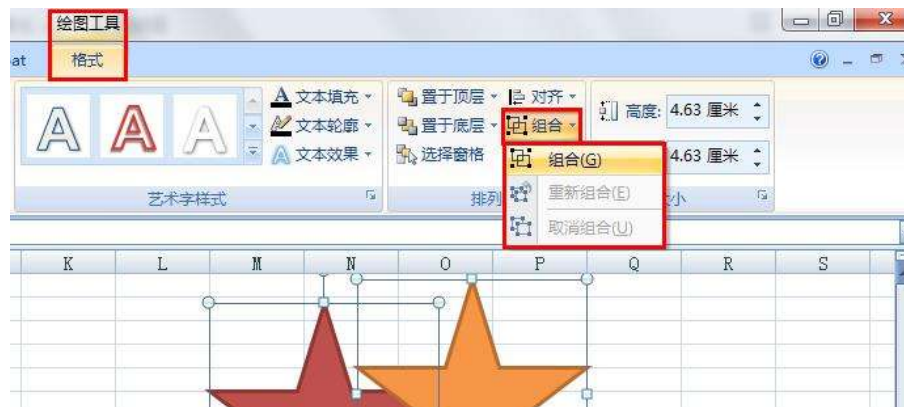 绘图工具
at 格式
A A A
文本填充
文本轮廓
文本效果
艺术字样式
置于顶层
置于底层
选择窗格
对齐
组合
排列
高度: 4.63 厘米
4.63 厘米
小
组合(G)
重新组合(E)
取消组合(U)
K L M N O P Q R S